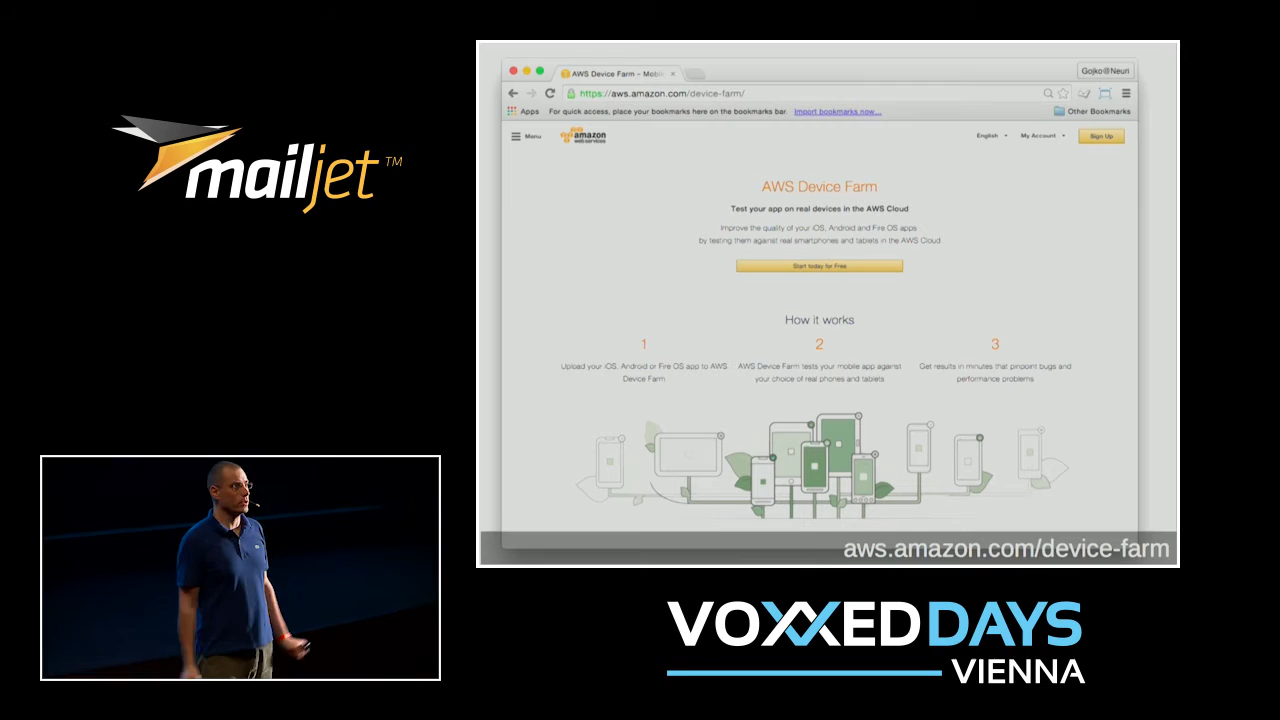 mailjet™
AWS Device Farm – Mobil
Gojko@Neuri
https://aws.amazon.com/device-farm/
Apps For quick access, place your bookmarks here on the bookmarks bar. Import bookmarks now... Other Bookmarks
Menu amazon web services English My Account Sign Up
AWS Device Farm
Test your app on real devices in the AWS Cloud
Improve the quality of your iOS, Android and Fire OS apps
by testing them against real smartphones and tablets in the AWS Cloud
Start today for Free
How it works
1 2 3
Upload your iOS, Android or Fire OS app to AWS
Device Farm
AWS Device Farm tests your mobile app against
your choice of real phones and tablets
Get results in minutes that pinpoint bugs and
performance problems
aws.amazon.com/device-farm
VOXXED DAYS
VIENNA